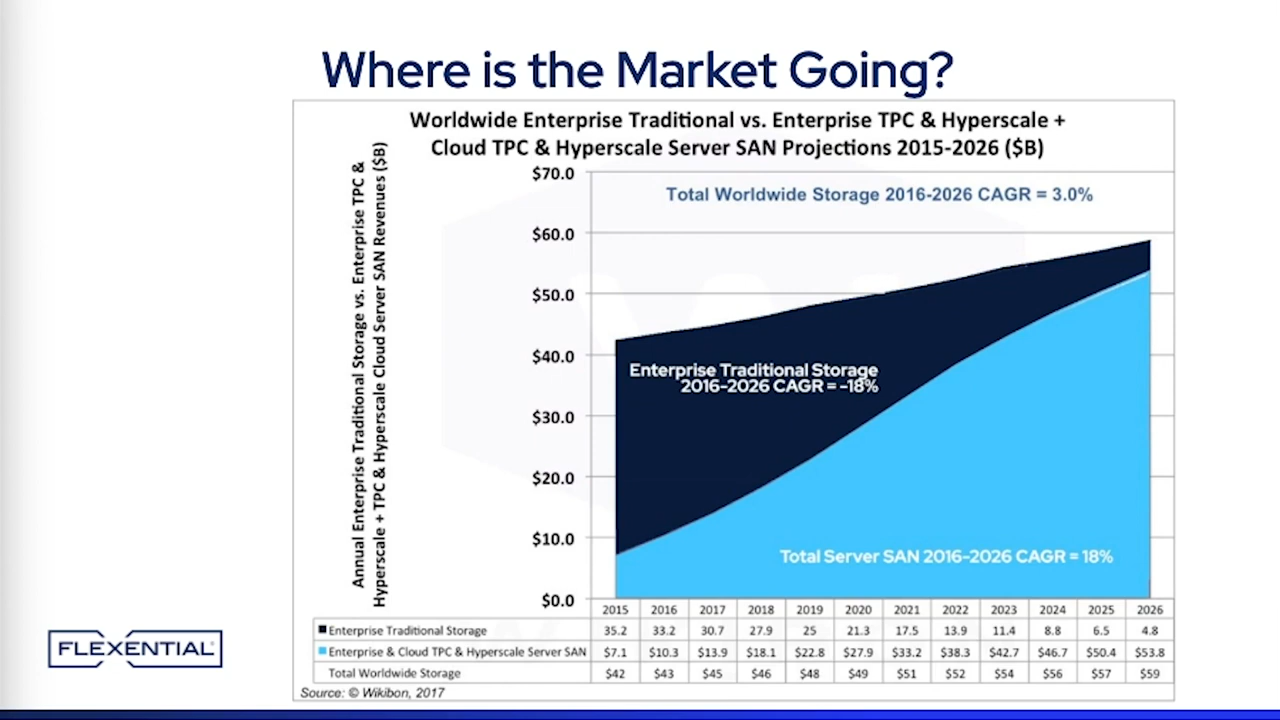 Where is the Market Going?
Worldwide Enterprise Traditional vs. Enterprise TPC & Hyperscale +
Cloud TPC & Hyperscale Server SAN Projections 2015-2026 ($B)
Annual Enterprise Traditional Storage vs. Enterprise TPC &
Hyperscale + TPC & Hyperscale Cloud Server SAN Revenues ($B)
$70.0
$60.0
$50.0
$40.0
$30.0
$20.0
$10.0
$0.0
Total Worldwide Storage 2016-2026 CAGR = 3.0%
Enterprise Traditional Storage
2016-2026 CAGR = -18%
Total Server SAN 2016-2026 CAGR = 18%
2015 2016 2017 2018 2019 2020 2021 2022 2023 2024 2025 2026
Enterprise Traditional Storage 35.2 33.2 30.7 27.9 25 21.3 17.5 13.9 11.4 8.8 6.5 4.8
Enterprise & Cloud TPC & Hyperscale Server SAN $7.1 $10.3 $13.9 $18.1 $22.8 $27.9 $33.2 $38.3 $42.7 $46.7 $50.4 $53.8
Total Worldwide Storage $42 $43 $45 $46 $48 $49 $51 $52 $54 $56 $57 $59
Source: © Wikibon, 2017
FLEXENTIAL